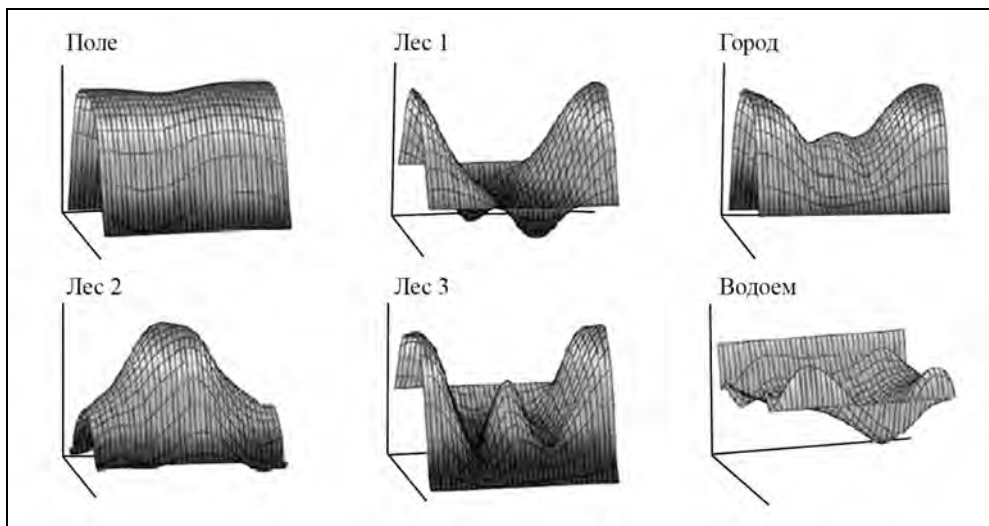 Поле
Лес 1
Город
Лес 2
Лес 3
Водоем